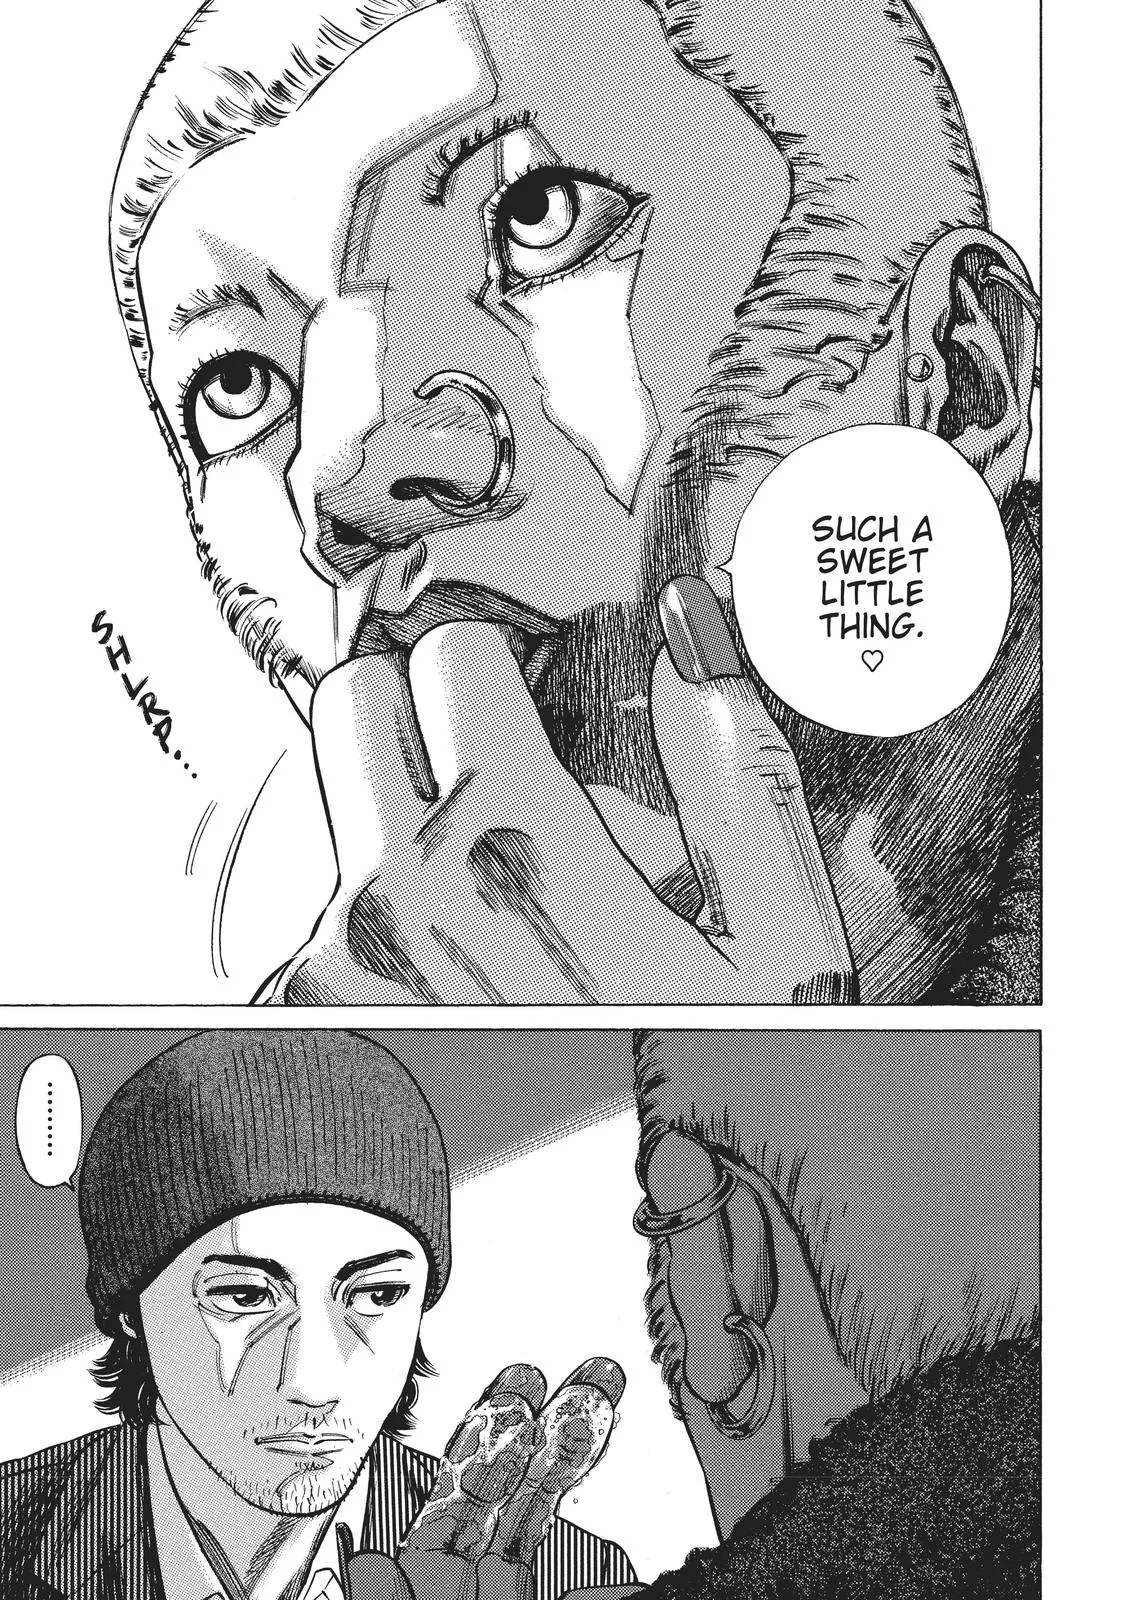 SUCH A
SWEET
LITTLE
THING.
♡
SHLRP...
.........